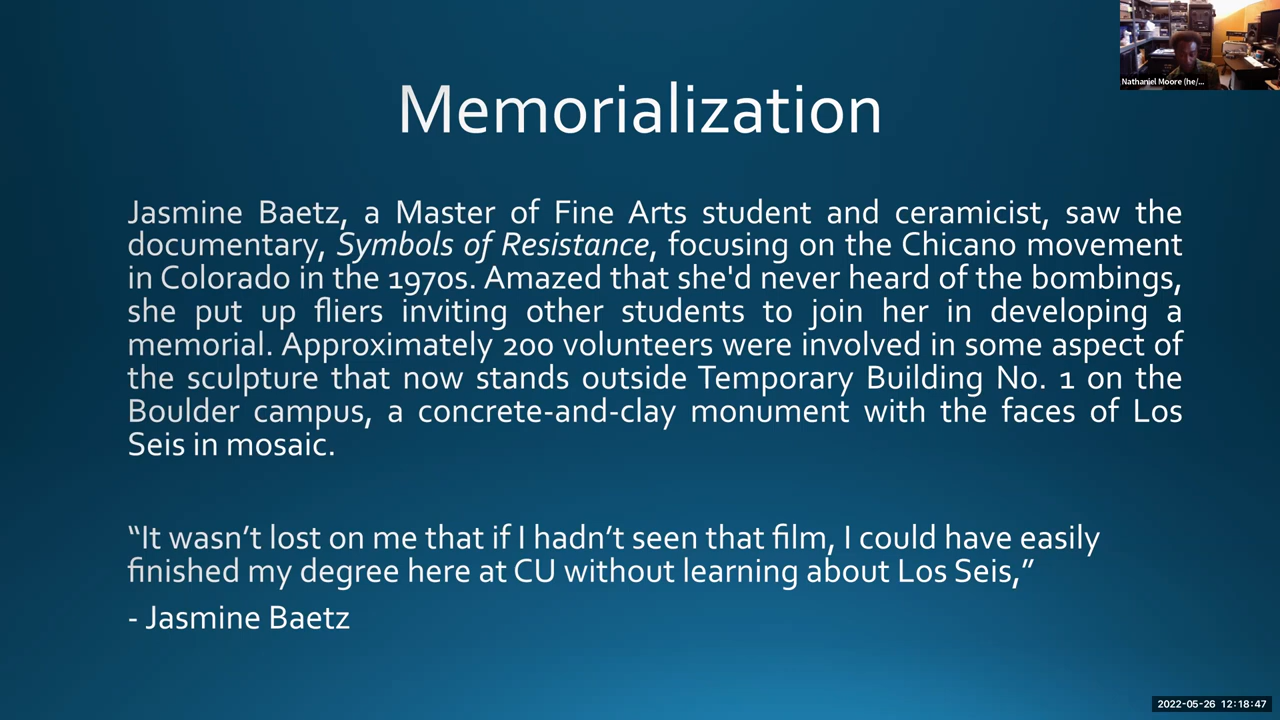 Nathaniel Moore (he/...
Memorialization
Jasmine Baetz, a Master of Fine Arts student and ceramicist, saw the
documentary, Symbols of Resistance, focusing on the Chicano movement
in Colorado in the 1970s. Amazed that she'd never heard of the bombings,
she put up fliers inviting other students to join her in developing a
memorial. Approximately 200 volunteers were involved in some aspect of
the sculpture that now stands outside Temporary Building No. 1 on the
Boulder campus, a concrete-and-clay monument with the faces of Los
Seis in mosaic.
“It wasn’t lost on me that if I hadn’t seen that film, I could have easily
finished my degree here at CU without learning about Los Seis,”
- Jasmine Baetz
2022-05-26 12:18:47